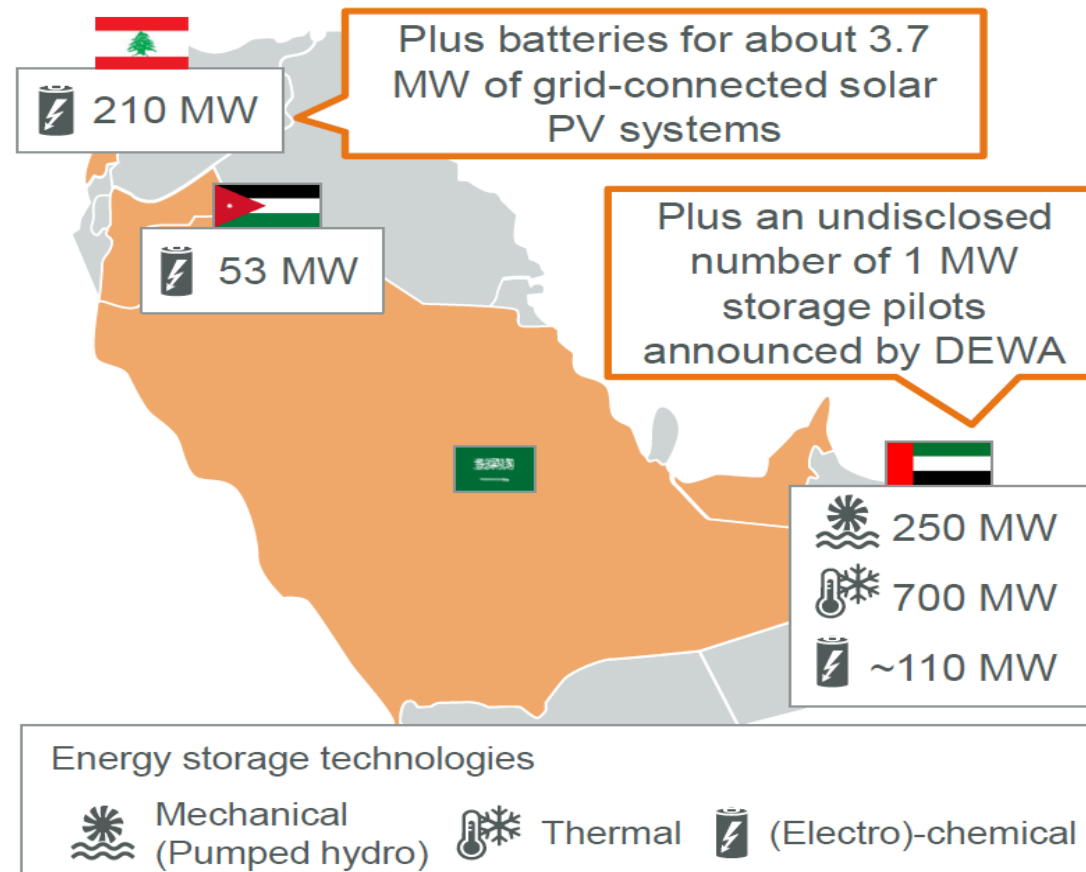 Plus batteries for about 3.7
MW of grid-connected solar
PV systems
210 MW
53 MW
Plus an undisclosed
number of 1 MW
storage pilots
announced by DEWA
250 MW
700 MW
~110 MW
Energy storage technologies
Mechanical
(Pumped hydro)
Thermal
(Electro)-chemical